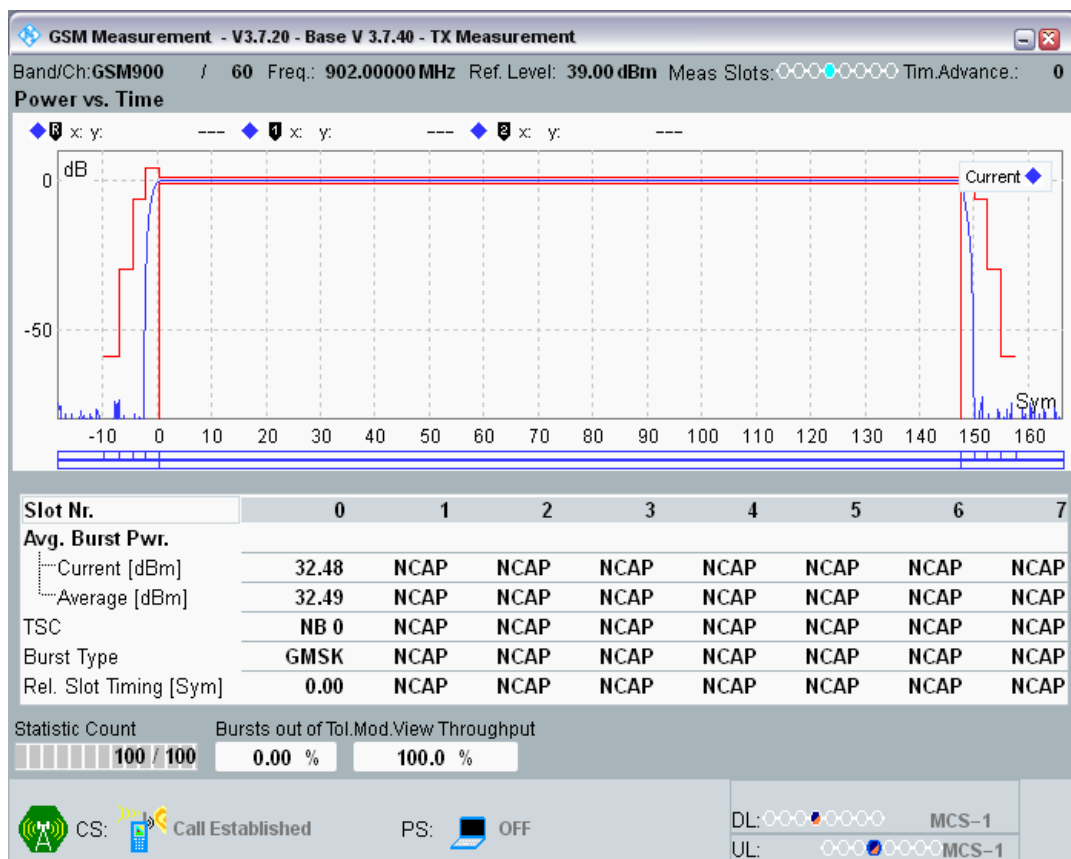 GSM Measurement - V3.7.20 - Base V 3.7.40 - TX Measurement
Band/Ch:GSM900 / 60 Freq.: 902.00000 MHz Ref. Level: 39.00 dBm Meas Slots: Tim.Advance.: 0
Power vs. Time
R x: y: --- 1 x: y: --- 2 x: y: ---
dB
Current
0
-50
Sym
-10 0 10 20 30 40 50 60 70 80 90 100 110 120 130 140 150 160
Slot Nr. 0 1 2 3 4 5 6 7
Avg. Burst Pwr.
Current [dBm] 32.48 NCAP NCAP NCAP NCAP NCAP NCAP NCAP
Average [dBm] 32.49 NCAP NCAP NCAP NCAP NCAP NCAP NCAP
TSC NB 0 NCAP NCAP NCAP NCAP NCAP NCAP NCAP
Burst Type GMSK NCAP NCAP NCAP NCAP NCAP NCAP NCAP
Rel. Slot Timing [Sym] 0.00 NCAP NCAP NCAP NCAP NCAP NCAP NCAP
Statistic Count Bursts out of Tol.Mod.View Throughput
100 / 100 0.00 % 100.0 %
CS: Call Established PS: OFF DL: MCS-1
UL: MCS-1